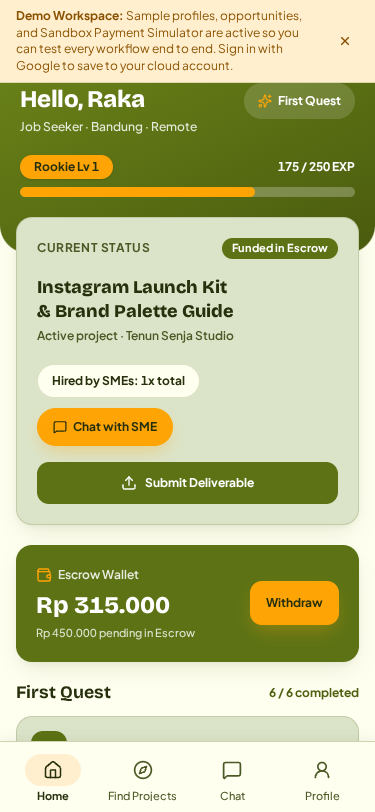 Demo Workspace: Sample profiles, opportunities,
and Sandbox Payment Simulator are active so you
can test every workflow end to end. Sign in with
Google to save to your cloud account.
Hello, Raka
First Quest
Job Seeker · Bandung · Remote
Rookie Lv 1
175 / 250 EXP
CURRENT STATUS
Funded in Escrow
Instagram Launch Kit
& Brand Palette Guide
Active project · Tenun Senja Studio
Hired by SMEs: 1x total
Chat with SME
Submit Deliverable
Escrow Wallet
Rp 315.000
Rp 450.000 pending in Escrow
Withdraw
First Quest
6 / 6 completed
Home
Find Projects
Chat
Profile